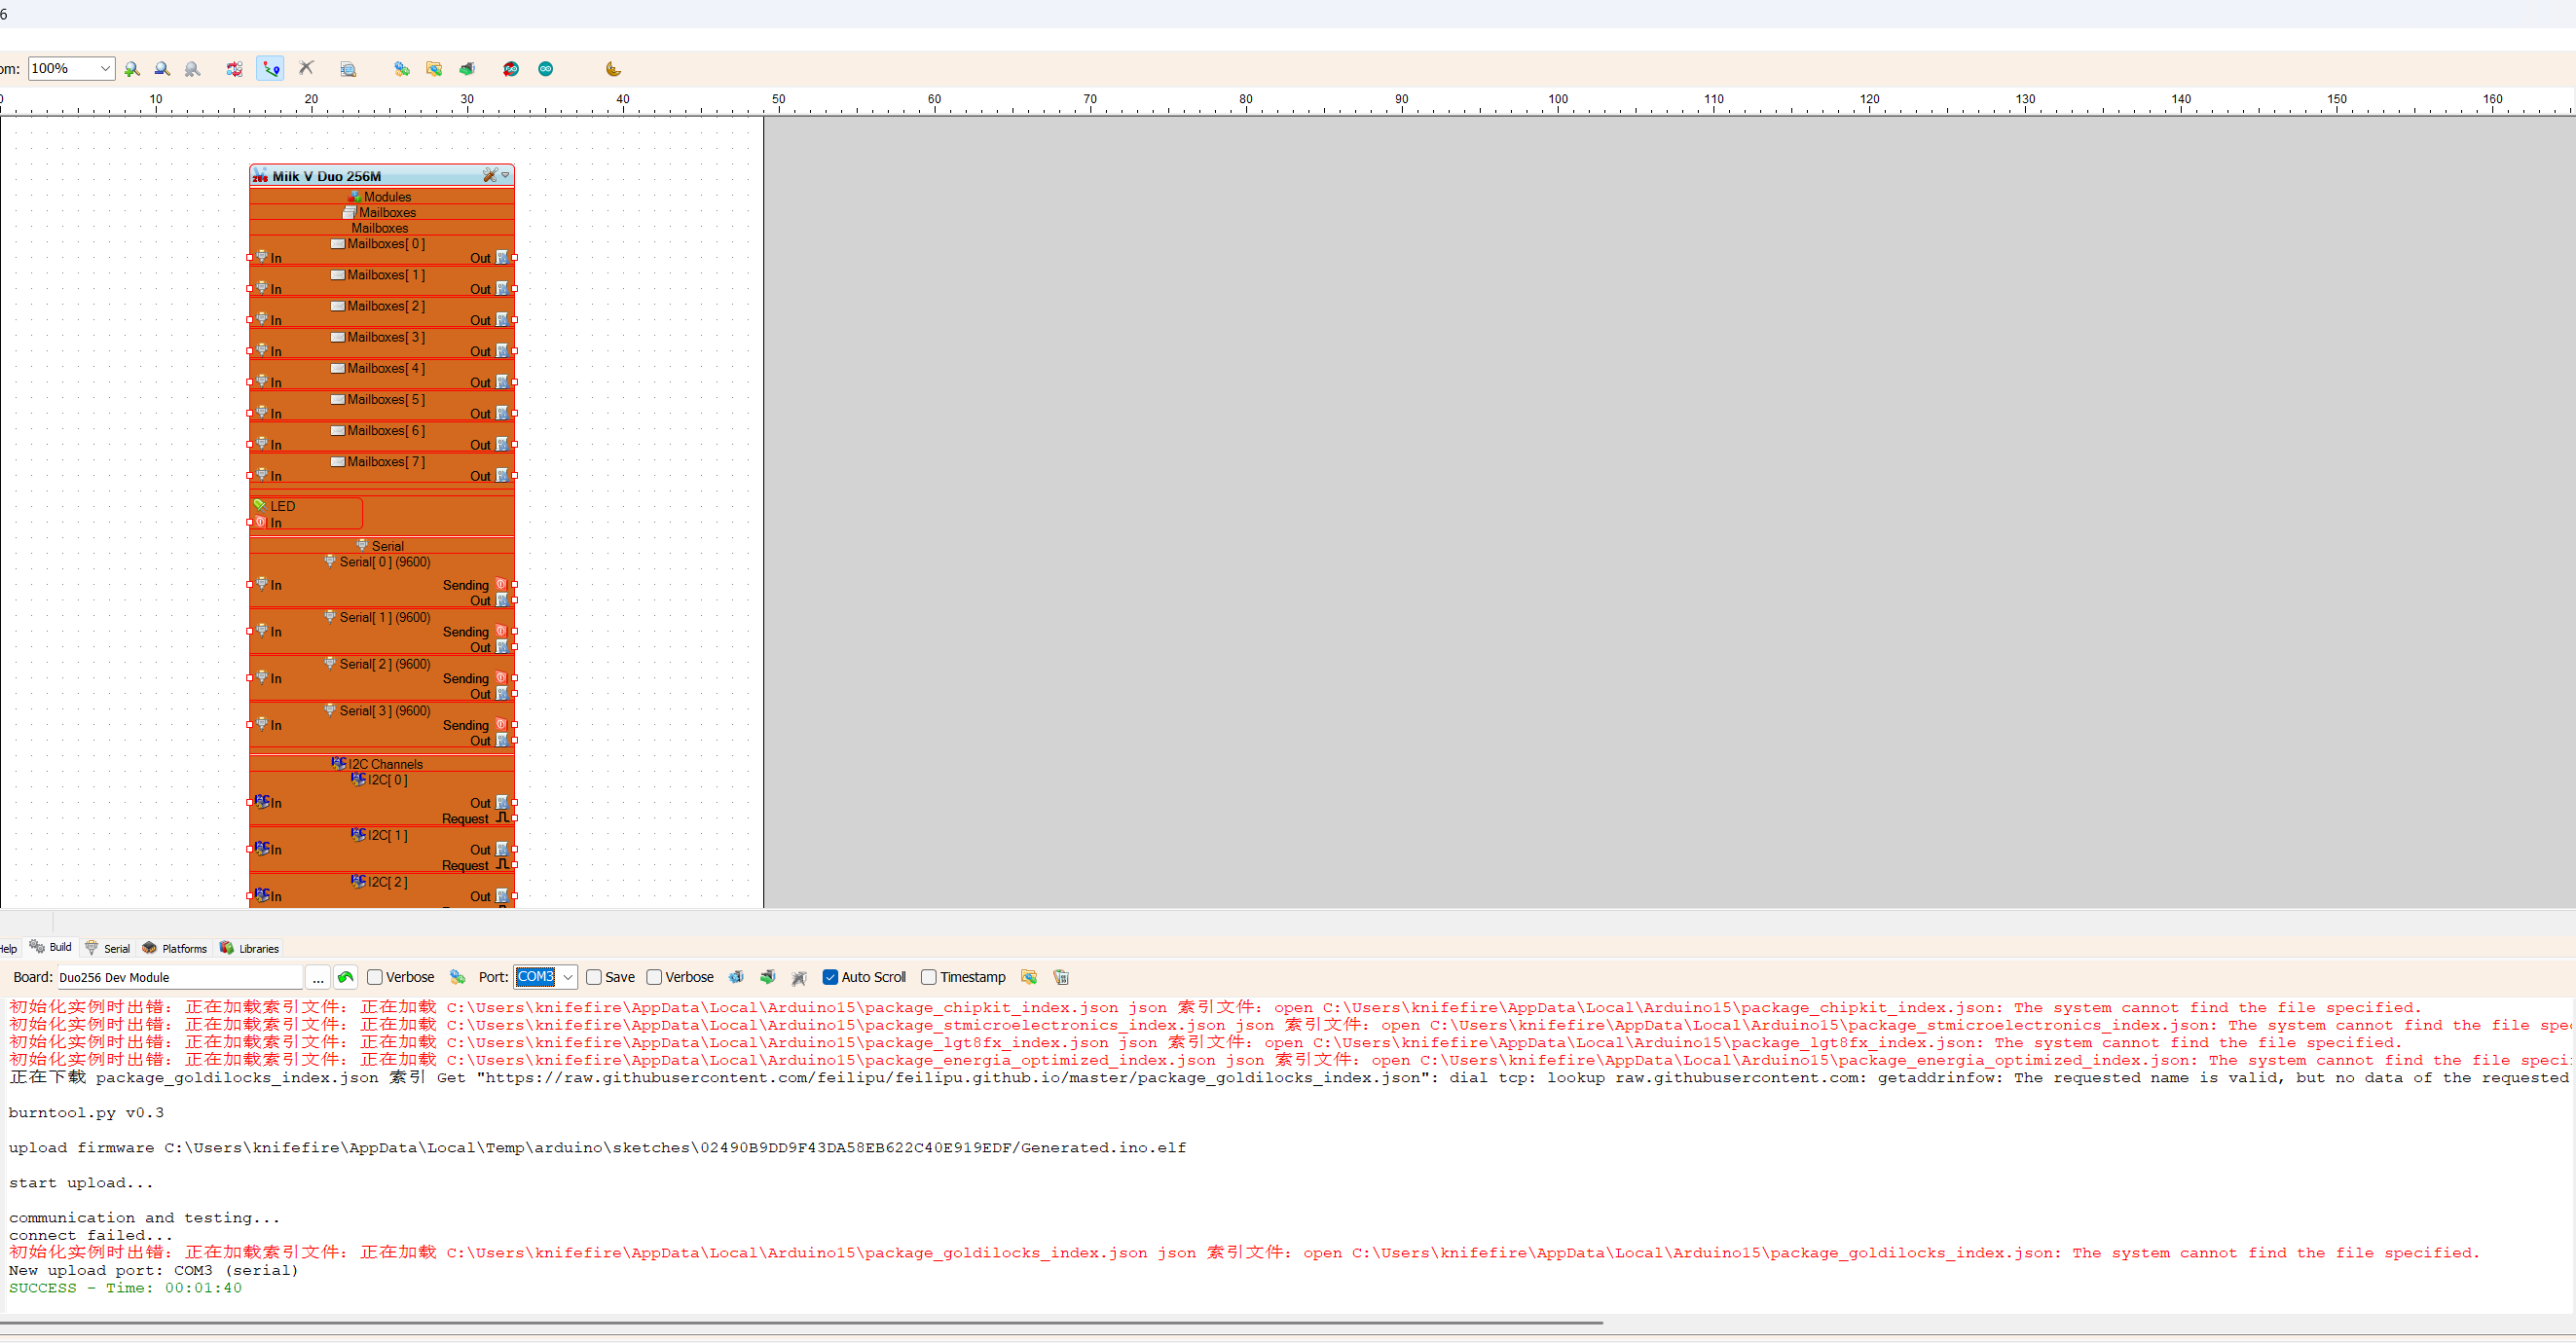 6
om: 100%
0 10 20 30 40 50 60 70 80 90 100 110 120 130 140 150 160
Milk V Duo 256M
Modules
Mailboxes
Mailboxes
Mailboxes[ 0 ]
In Out
Mailboxes[ 1 ]
In Out
Mailboxes[ 2 ]
In Out
Mailboxes[ 3 ]
In Out
Mailboxes[ 4 ]
In Out
Mailboxes[ 5 ]
In Out
Mailboxes[ 6 ]
In Out
Mailboxes[ 7 ]
In Out
LED
In
Serial
Serial[ 0 ] (9600)
In Sending
Out
Serial[ 1 ] (9600)
In Sending
Out
Serial[ 2 ] (9600)
In Sending
Out
Serial[ 3 ] (9600)
In Sending
Out
I2C Channels
I2C[ 0 ]
In Out
Request
I2C[ 1 ]
In Out
Request
I2C[ 2 ]
In Out
Help Build Serial Platforms Libraries
Board: Duo256 Dev Module ... Verbose Port: COM3 Save Verbose Auto Scroll Timestamp
初始化实例时出错: 正在加载索引文件: 正在加载 C:\Users\knifefire\AppData\Local\Arduino15\package_chipkit_index.json json 索引文件: open C:\Users\knifefire\AppData\Local\Arduino15\package_chipkit_index.json: The system cannot find the file specified.
初始化实例时出错: 正在加载索引文件: 正在加载 C:\Users\knifefire\AppData\Local\Arduino15\package_stmicroelectronics_index.json json 索引文件: open C:\Users\knifefire\AppData\Local\Arduino15\package_stmicroelectronics_index.json: The system cannot find the file spec
初始化实例时出错: 正在加载索引文件: 正在加载 C:\Users\knifefire\AppData\Local\Arduino15\package_lgt8fx_index.json json 索引文件: open C:\Users\knifefire\AppData\Local\Arduino15\package_lgt8fx_index.json: The system cannot find the file specified.
初始化实例时出错: 正在加载索引文件: 正在加载 C:\Users\knifefire\AppData\Local\Arduino15\package_energia_optimized_index.json json 索引文件: open C:\Users\knifefire\AppData\Local\Arduino15\package_energia_optimized_index.json: The system cannot find the file speci
正在下载 package_goldilocks_index.json 索引 Get "https://raw.githubusercontent.com/feilipu/feilipu.github.io/master/package_goldilocks_index.json": dial tcp: lookup raw.githubusercontent.com: getaddrinfow: The requested name is valid, but no data of the requested
burntool.py v0.3
upload firmware C:\Users\knifefire\AppData\Local\Temp\arduino\sketches\02490B9DD9F43DA58EB622C40E919EDF/Generated.ino.elf
start upload...
communication and testing...
connect failed...
初始化实例时出错: 正在加载索引文件: 正在加载 C:\Users\knifefire\AppData\Local\Arduino15\package_goldilocks_index.json json 索引文件: open C:\Users\knifefire\AppData\Local\Arduino15\package_goldilocks_index.json: The system cannot find the file specified.
New upload port: COM3 (serial)
SUCCESS - Time: 00:01:40